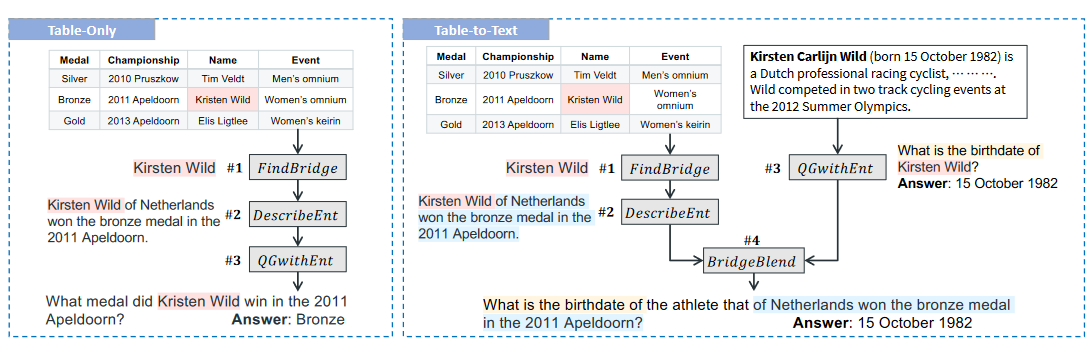 Table-Only
Medal Championship Name Event
Silver 2010 Pruszkow Tim Veldt Men's omnium
Bronze 2011 Apeldoorn Kristen Wild Women's omnium
Gold 2013 Apeldoorn Elis Ligtlee Women's keirin
Kirsten Wild #1 FindBridge
Kirsten Wild of Netherlands
won the bronze medal in the
2011 Apeldoorn.
#2 DescribeEnt
#3 QGwithEnt
What medal did Kristen Wild win in the 2011
Apeldoorn? Answer: Bronze
Table-to-Text
Medal Championship Name Event
Silver 2010 Pruszkow Tim Veldt Men's omnium
Bronze 2011 Apeldoorn Kristen Wild Women's
omnium
Gold 2013 Apeldoorn Elis Ligtlee Women's keirin
Kirsten Carlijn Wild (born 15 October 1982) is
a Dutch professional racing cyclist, ··· ··· ···.
Wild competed in two track cycling events at
the 2012 Summer Olympics.
Kirsten Wild #1 FindBridge
Kirsten Wild of Netherlands
won the bronze medal in the
2011 Apeldoorn.
#2 DescribeEnt
#3 QGwithEnt
What is the birthdate of
Kirsten Wild?
Answer: 15 October 1982
#4
BridgeBlend
What is the birthdate of the athlete that of Netherlands won the bronze medal
in the 2011 Apeldoorn? Answer: 15 October 1982